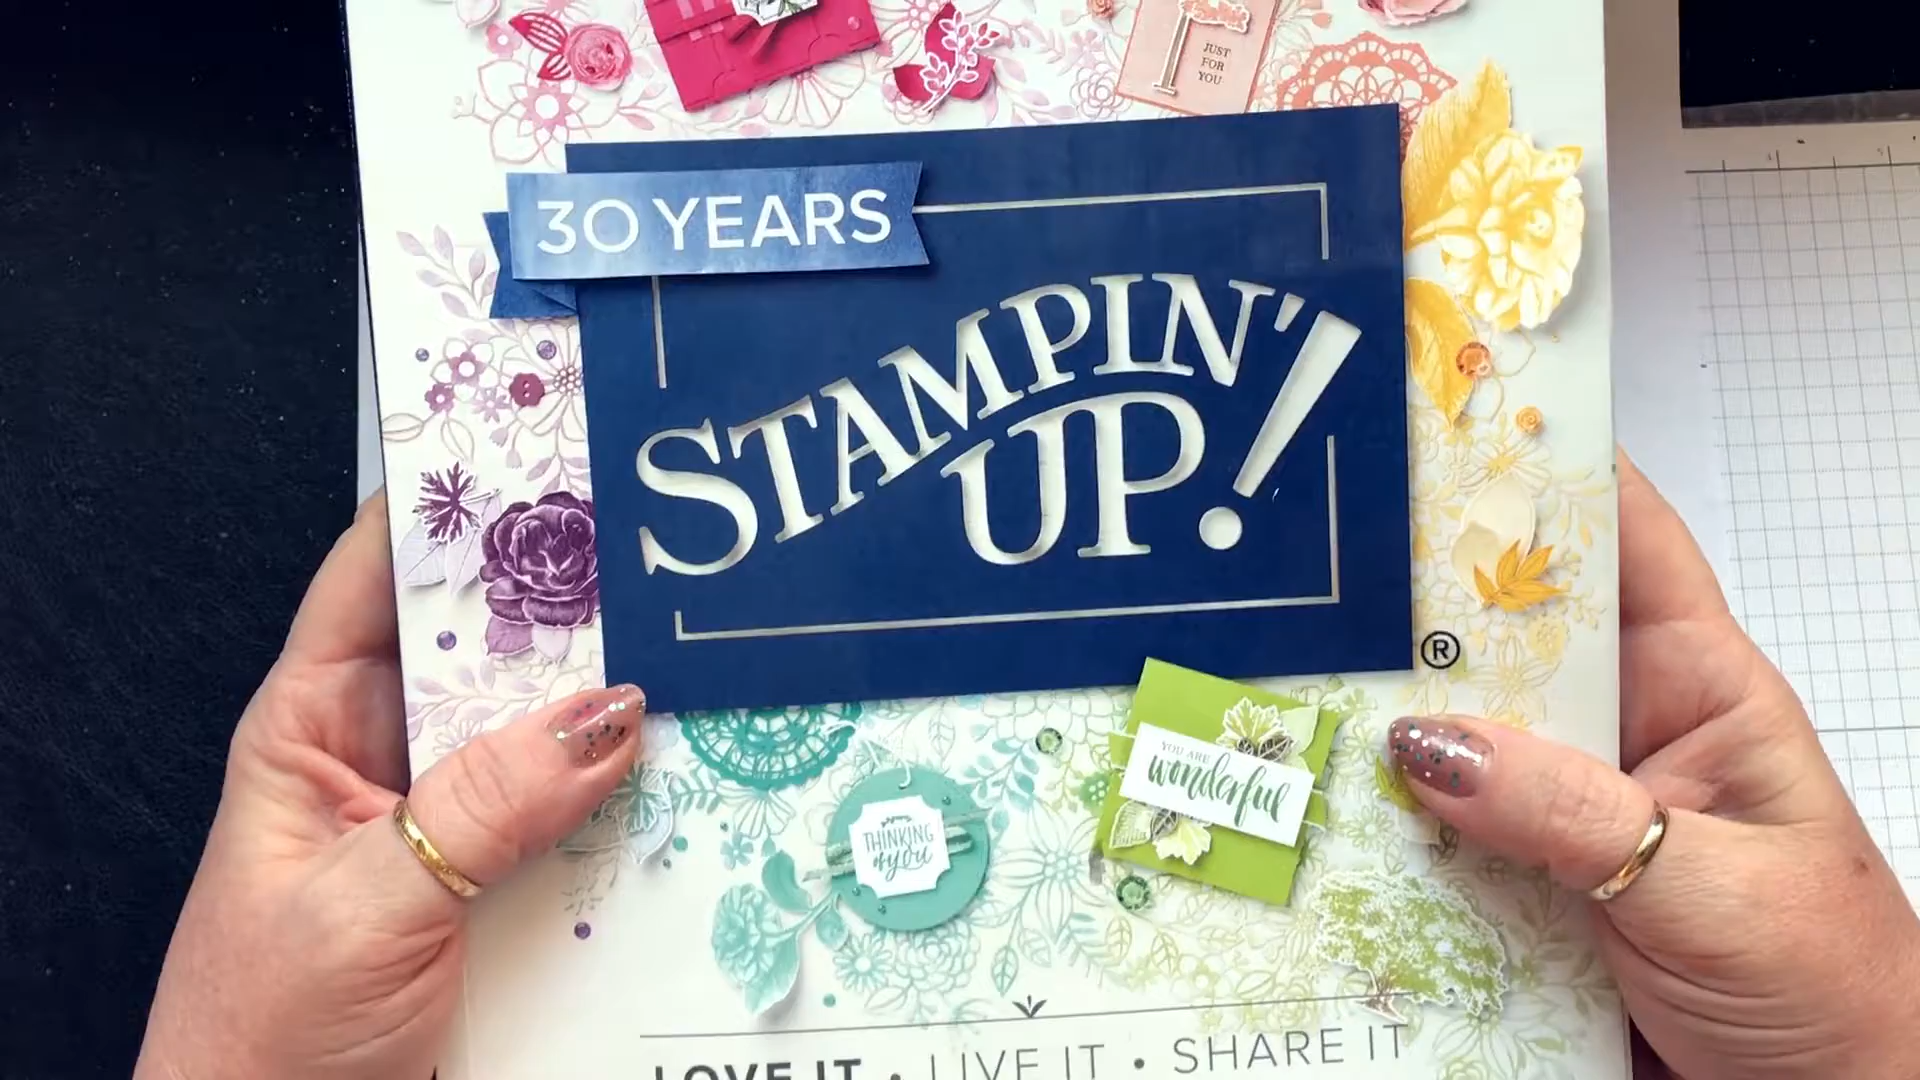 JUST
FOR
YOU
30 YEARS
STAMPIN'
UP!
®
YOU ARE
wonderful
THINKING
of you
LOVE IT • LIVE IT • SHARE IT